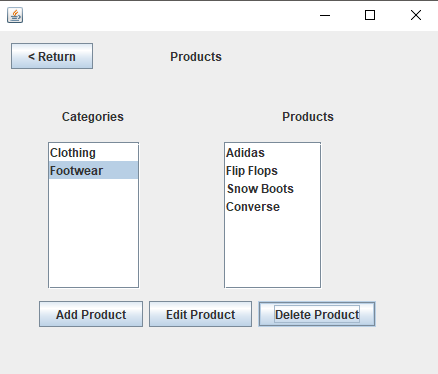 < Return
Products
Categories
Products
Clothing
Footwear
Adidas
Flip Flops
Snow Boots
Converse
Add Product
Edit Product
Delete Product